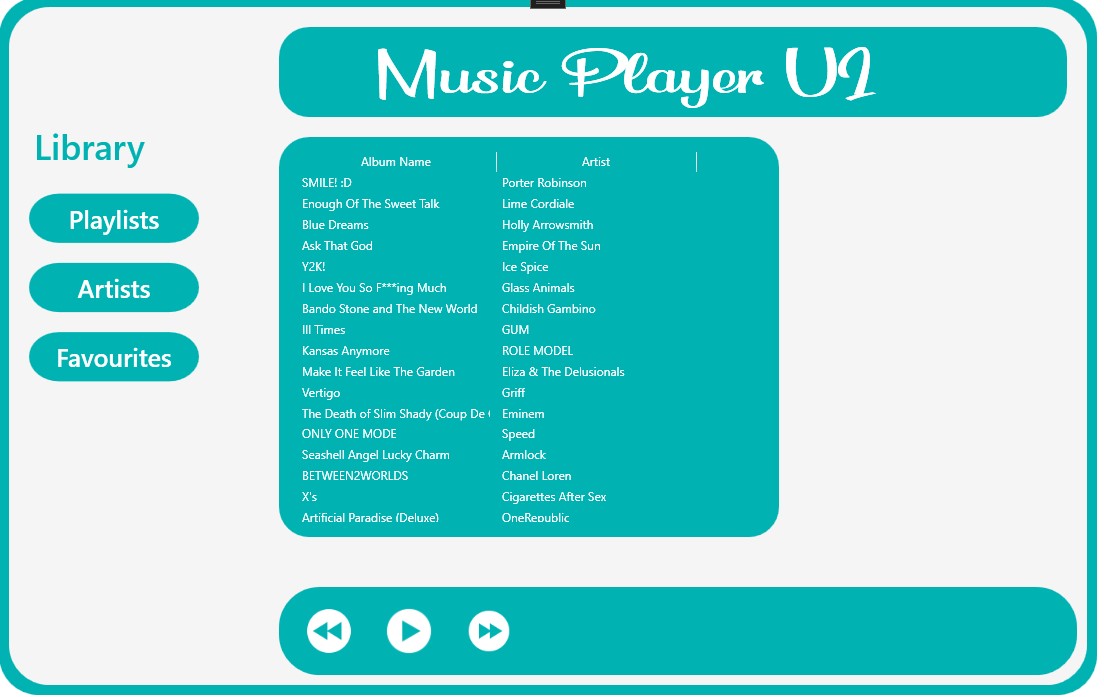 Music Player UI
Library
Playlists
Artists
Favourites
Album Name Artist
SMILE! :D Porter Robinson
Enough Of The Sweet Talk Lime Cordiale
Blue Dreams Holly Arrowsmith
Ask That God Empire Of The Sun
Y2K! Ice Spice
I Love You So F***ing Much Glass Animals
Bando Stone and The New World Childish Gambino
Ill Times GUM
Kansas Anymore ROLE MODEL
Make It Feel Like The Garden Eliza & The Delusionals
Vertigo Griff
The Death of Slim Shady (Coup De Eminem
ONLY ONE MODE Speed
Seashell Angel Lucky Charm Armlock
BETWEEN2WORLDS Chanel Loren
X's Cigarettes After Sex
Artificial Paradise (Deluxe) OneRepublic